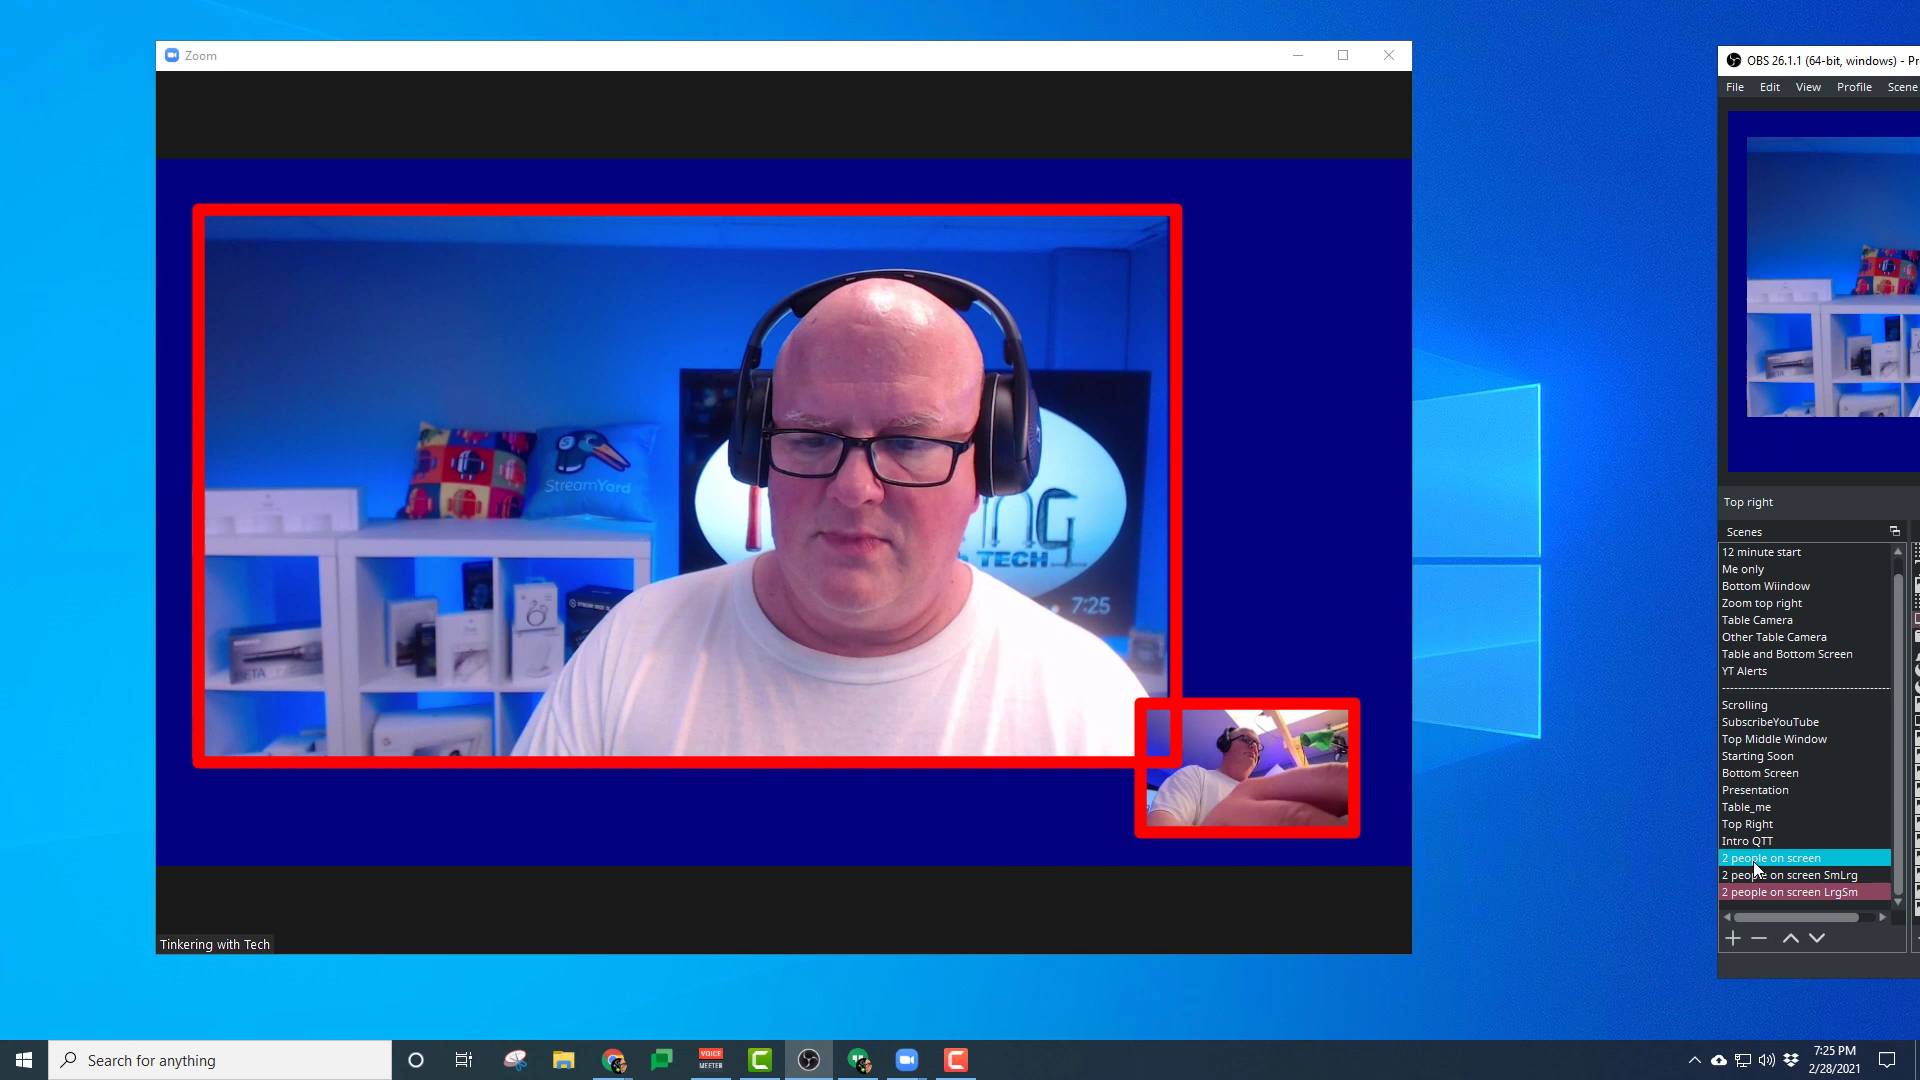 Zoom
StreamYard
TECH
7:25
BETA
Tinkering with Tech
OBS 26.1.1 (64-bit, windows) - Pr
File Edit View Profile Scene
Top right
Scenes
12 minute start
Me only
Bottom Wiindow
Zoom top right
Table Camera
Other Table Camera
Table and Bottom Screen
YT Alerts
Scrolling
SubscribeYouTube
Top Middle Window
Starting Soon
Bottom Screen
Presentation
Table_me
Top Right
Intro QTT
2 people on screen
2 people on screen SmLrg
2 people on screen LrgSm
Search for anything
VOICE
MEETER
7:25 PM
2/28/2021